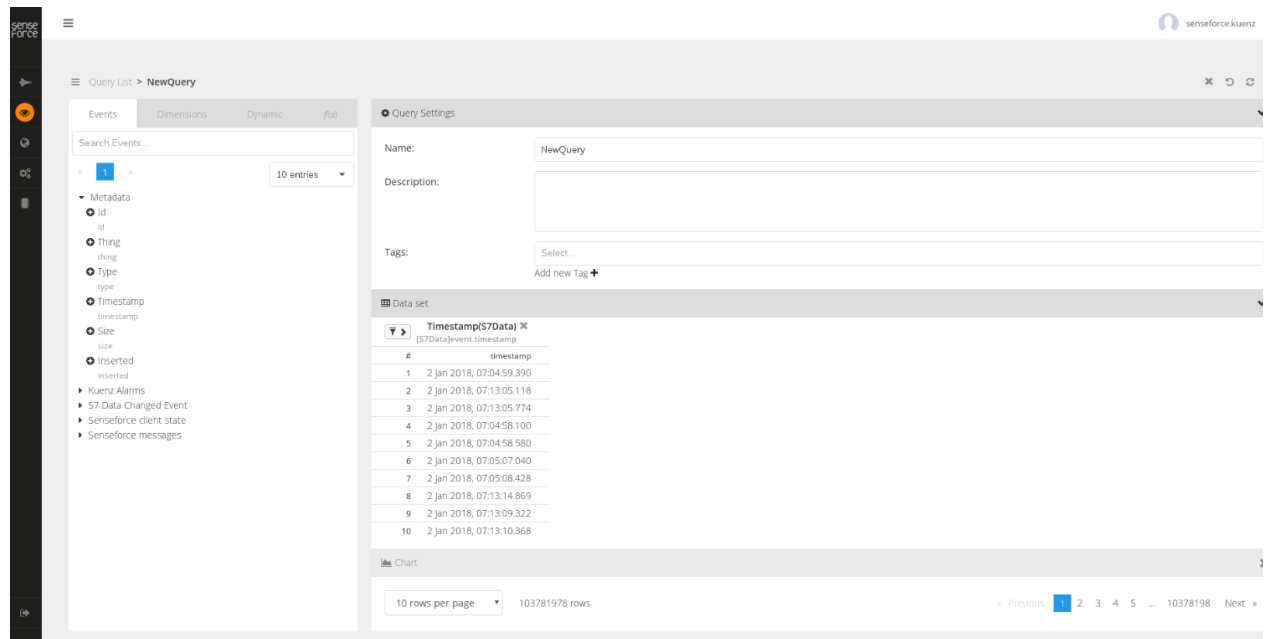 sense
Force
senseforce.kuenz
Query List > NewQuery
Events Dimensions Dynamic f(x)
Search Events...
« 1 »
10 entries
Metadata
Id
id
Thing
thing
Type
type
Timestamp
timestamp
Size
size
Inserted
inserted
Kuenz Alarms
S7 Data Changed Event
Senseforce client state
Senseforce messages
Query Settings
Name: NewQuery
Description:
Tags: Select...
Add new Tag
Data set
Timestamp(S7Data)
[S7Data]event.timestamp
# timestamp
1 2 Jan 2018, 07:04:59.390
2 2 Jan 2018, 07:13:05.118
3 2 Jan 2018, 07:13:05.774
4 2 Jan 2018, 07:04:58.100
5 2 Jan 2018, 07:04:58.580
6 2 Jan 2018, 07:05:07.040
7 2 Jan 2018, 07:05:08.428
8 2 Jan 2018, 07:13:14.869
9 2 Jan 2018, 07:13:09.322
10 2 Jan 2018, 07:13:10.368
Chart
10 rows per page 103781978 rows « Previous 1 2 3 4 5 ... 10378198 Next »